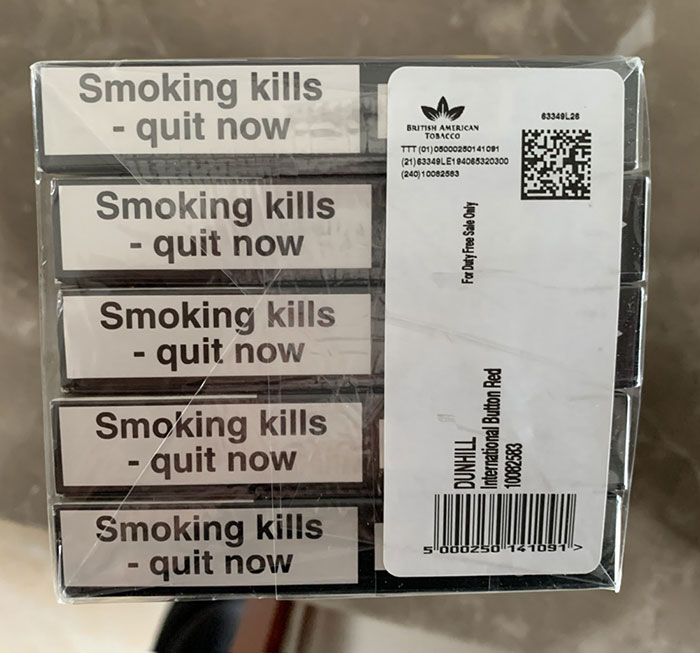 Smoking kills
- quit now
Smoking kills
- quit now
Smoking kills
- quit now
Smoking kills
- quit now
Smoking kills
- quit now
BRITISH AMERICAN
TOBACCO
TTT (01)05000250141091
(21)63349LE194065320300
(240)10082583
63349L26
For Duty Free Sale Only
DUNHILL
International Button Red
10082583
5 000250 141091 >